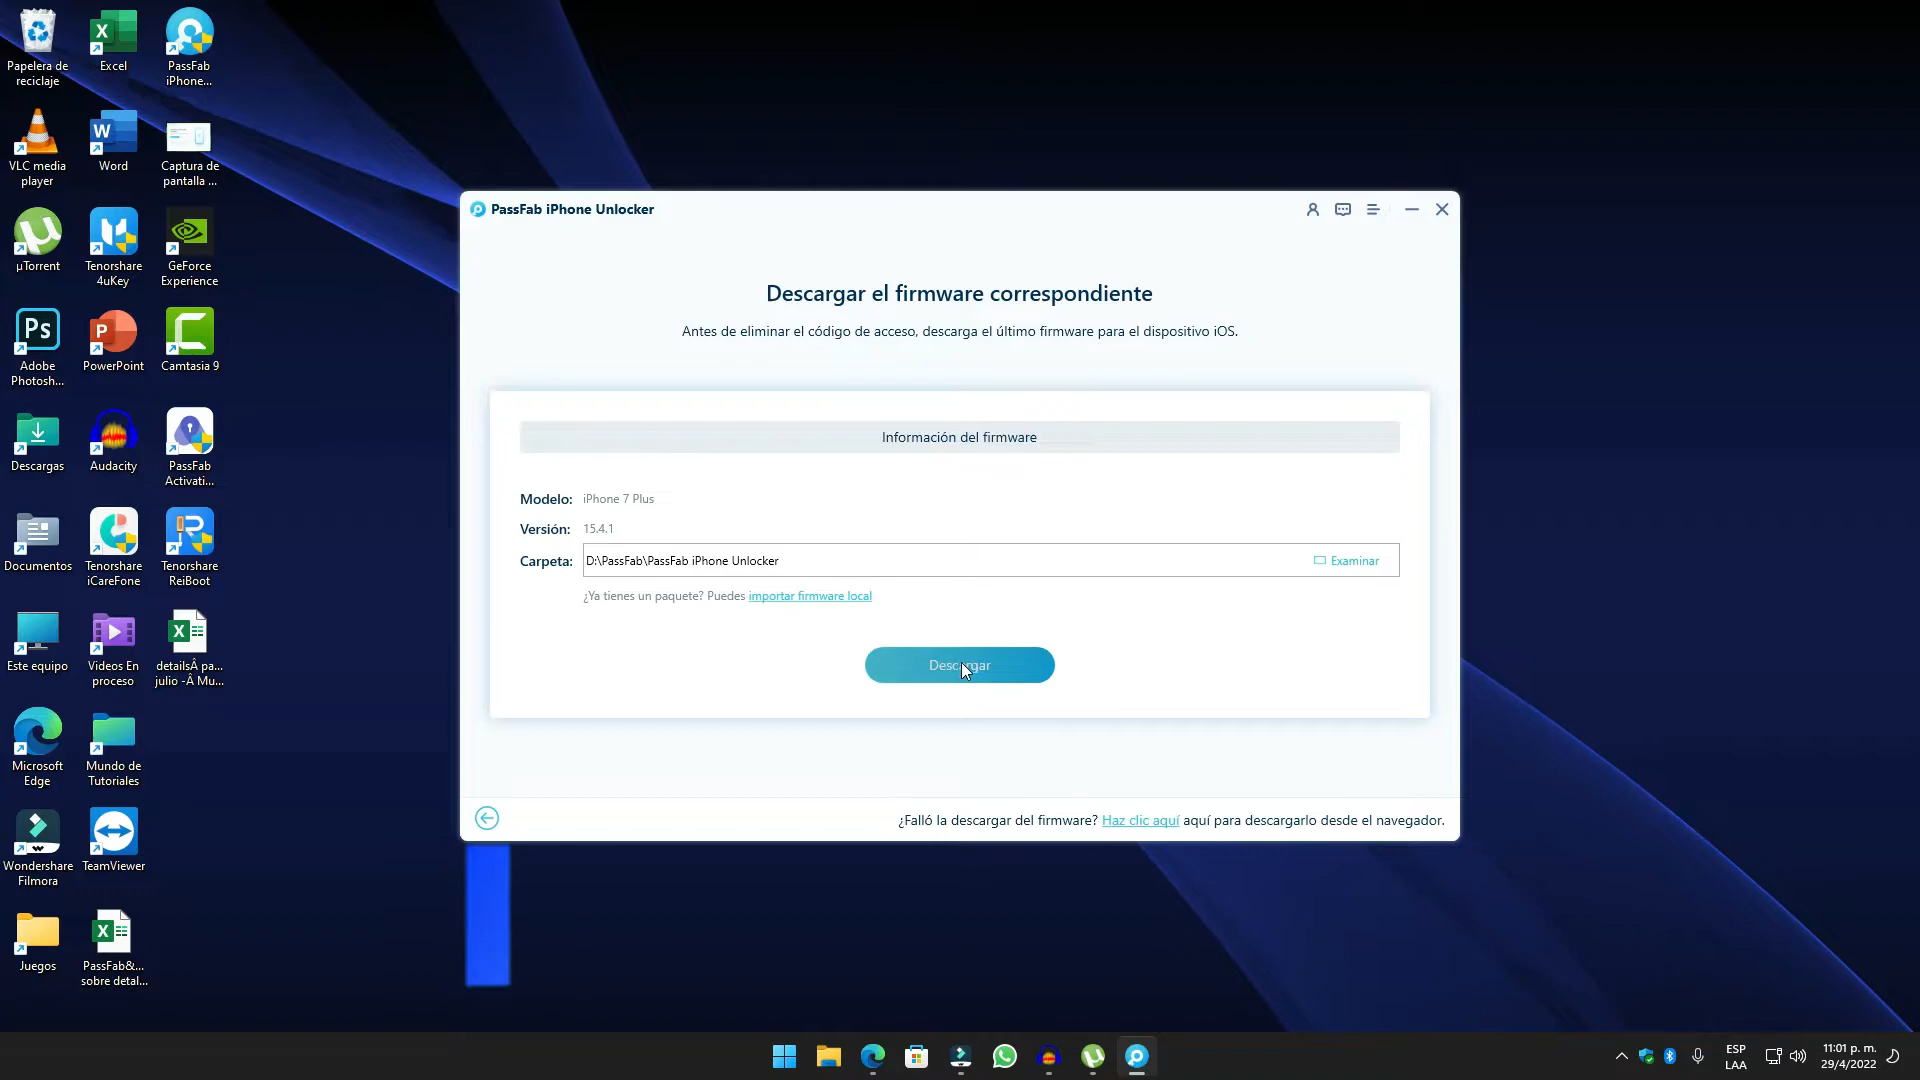 Papelera de
reciclaje
Excel
PassFab
iPhone...
VLC media
player
Word
Captura de
pantalla ...
µTorrent
Tenorshare
4uKey
GeForce
Experience
Adobe
Photosh...
PowerPoint
Camtasia 9
Descargas
Audacity
PassFab
Activati...
Documentos
Tenorshare
iCareFone
Tenorshare
ReiBoot
Este equipo
Videos En
proceso
detailsÂ pa...
julio -Â Mu...
Microsoft
Edge
Mundo de
Tutoriales
Wondershare
Filmora
TeamViewer
Juegos
PassFab&...
sobre detal...
PassFab iPhone Unlocker
Descargar el firmware correspondiente
Antes de eliminar el código de acceso, descarga el último firmware para el dispositivo iOS.
Información del firmware
Modelo: iPhone 7 Plus
Versión: 15.4.1
Carpeta: D:\PassFab\PassFab iPhone Unlocker Examinar
¿Ya tienes un paquete? Puedes importar firmware local
Descargar
¿Falló la descargar del firmware? Haz clic aquí aquí para descargarlo desde el navegador.
ESP
LAA
11:01 p. m.
29/4/2022